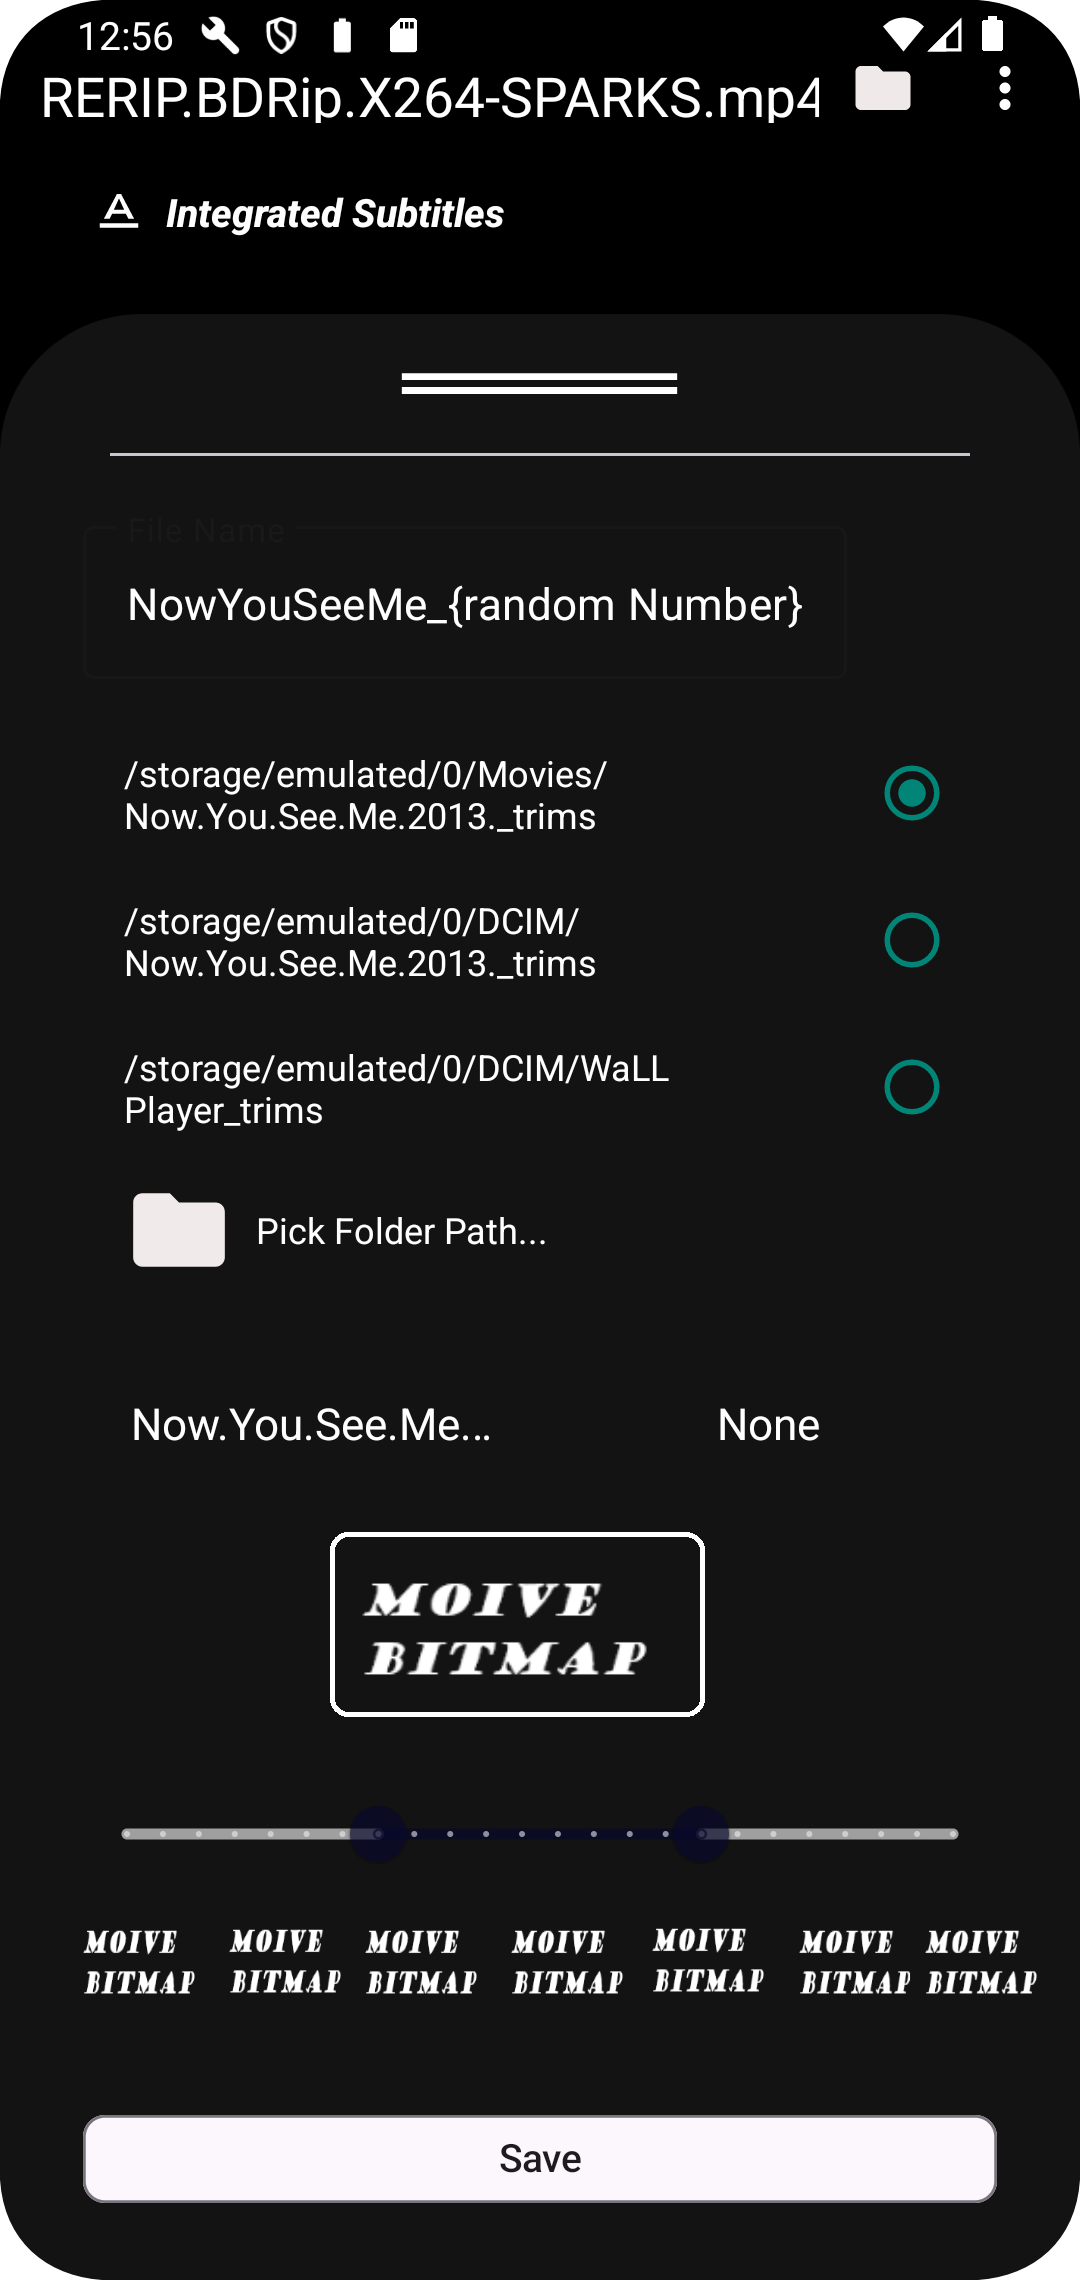 12:56
RERIP.BDRip.X264-SPARKS.mp4
A Integrated Subtitles
File Name
NowYouSeeMe_{random Number}
/storage/emulated/0/Movies/
Now.You.See.Me.2013._trims
/storage/emulated/0/DCIM/
Now.You.See.Me.2013._trims
/storage/emulated/0/DCIM/WaLL
Player_trims
Pick Folder Path...
Now.You.See.Me... None
MOIVE
BITMAP
MOIVE MOIVE MOIVE MOIVE MOIVE MOIVE MOIVE
BITMAP BITMAP BITMAP BITMAP BITMAP BITMAP BITMAP
Save